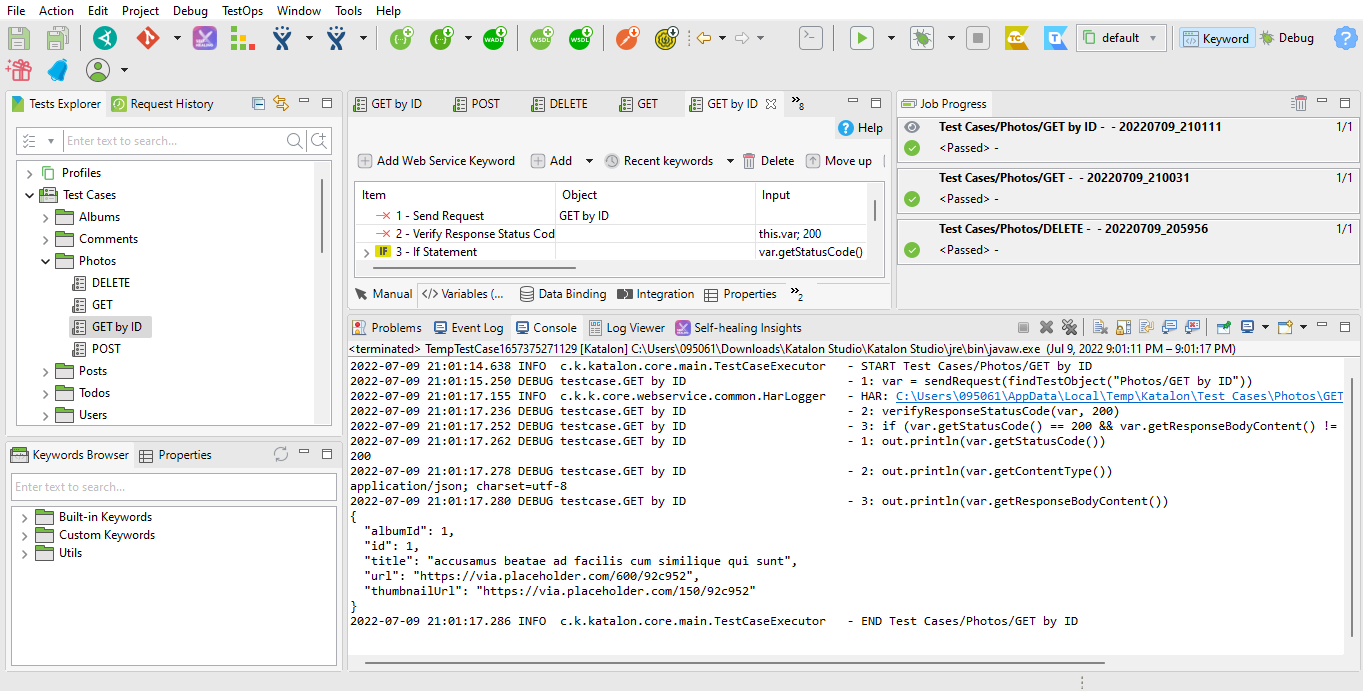 File Action Edit Project Debug TestOps Window Tools Help
default Keyword Debug
Tests Explorer Request History
Enter text to search...
Profiles
Test Cases
Albums
Comments
Photos
DELETE
GET
GET by ID
POST
Posts
Todos
Users
Keywords Browser Properties
Enter text to search...
Built-in Keywords
Custom Keywords
Utils
GET by ID POST DELETE GET GET by ID »8
Help
Add Web Service Keyword Add Recent keywords Delete Move up
Item Object Input
1 - Send Request GET by ID
2 - Verify Response Status Cod this.var; 200
IF 3 - If Statement var.getStatusCode()
Manual </> Variables (... Data Binding Integration Properties »2
Job Progress
Test Cases/Photos/GET by ID - - 20220709_210111 1/1
<Passed> -
Test Cases/Photos/GET - - 20220709_210031 1/1
<Passed> -
Test Cases/Photos/DELETE - - 20220709_205956 1/1
<Passed> -
Problems Event Log Console Log Viewer Self-healing Insights
<terminated> TempTestCase1657375271129 [Katalon] C:\Users\095061\Downloads\Katalon Studio\Katalon Studio\jre\bin\javaw.exe (Jul 9, 2022 9:01:11 PM – 9:01:17 PM)
2022-07-09 21:01:14.638 INFO c.k.katalon.core.main.TestCaseExecutor - START Test Cases/Photos/GET by ID
2022-07-09 21:01:15.250 DEBUG testcase.GET by ID - 1: var = sendRequest(findTestObject("Photos/GET by ID"))
2022-07-09 21:01:17.155 INFO c.k.k.core.webservice.common.HarLogger - HAR: C:\Users\095061\AppData\Local\Temp\Katalon\Test Cases\Photos\GET
2022-07-09 21:01:17.236 DEBUG testcase.GET by ID - 2: verifyResponseStatusCode(var, 200)
2022-07-09 21:01:17.252 DEBUG testcase.GET by ID - 3: if (var.getStatusCode() == 200 && var.getResponseBodyContent() !=
2022-07-09 21:01:17.262 DEBUG testcase.GET by ID - 1: out.println(var.getStatusCode())
200
2022-07-09 21:01:17.278 DEBUG testcase.GET by ID - 2: out.println(var.getContentType())
application/json; charset=utf-8
2022-07-09 21:01:17.280 DEBUG testcase.GET by ID - 3: out.println(var.getResponseBodyContent())
{
"albumId": 1,
"id": 1,
"title": "accusamus beatae ad facilis cum similique qui sunt",
"url": "https://via.placeholder.com/600/92c952",
"thumbnailUrl": "https://via.placeholder.com/150/92c952"
}
2022-07-09 21:01:17.286 INFO c.k.katalon.core.main.TestCaseExecutor - END Test Cases/Photos/GET by ID